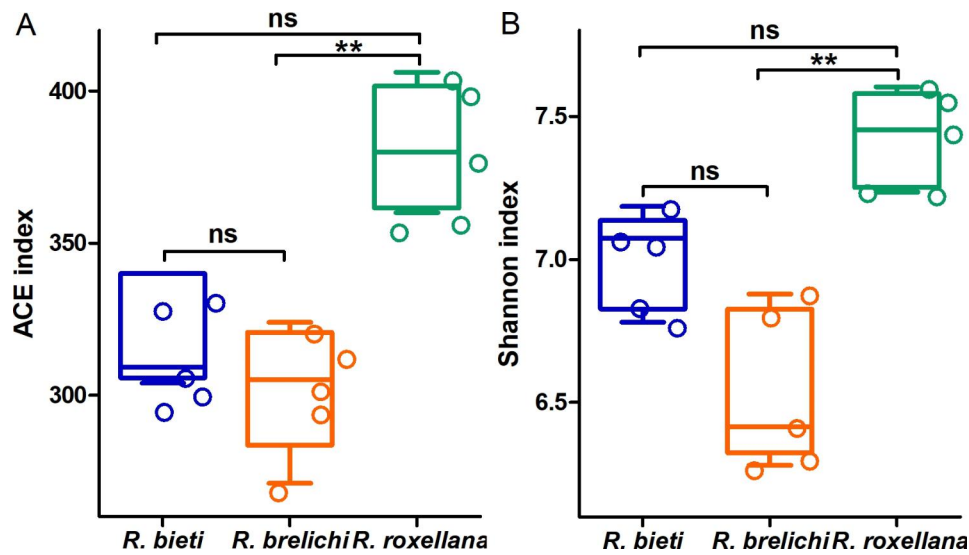 A
ns
**
ns
400
350
300
ACE index
R. bieti R. brelichi R. roxellana
B
ns
**
ns
7.5
7.0
6.5
Shannon index
R. bieti R. brelichi R. roxellana